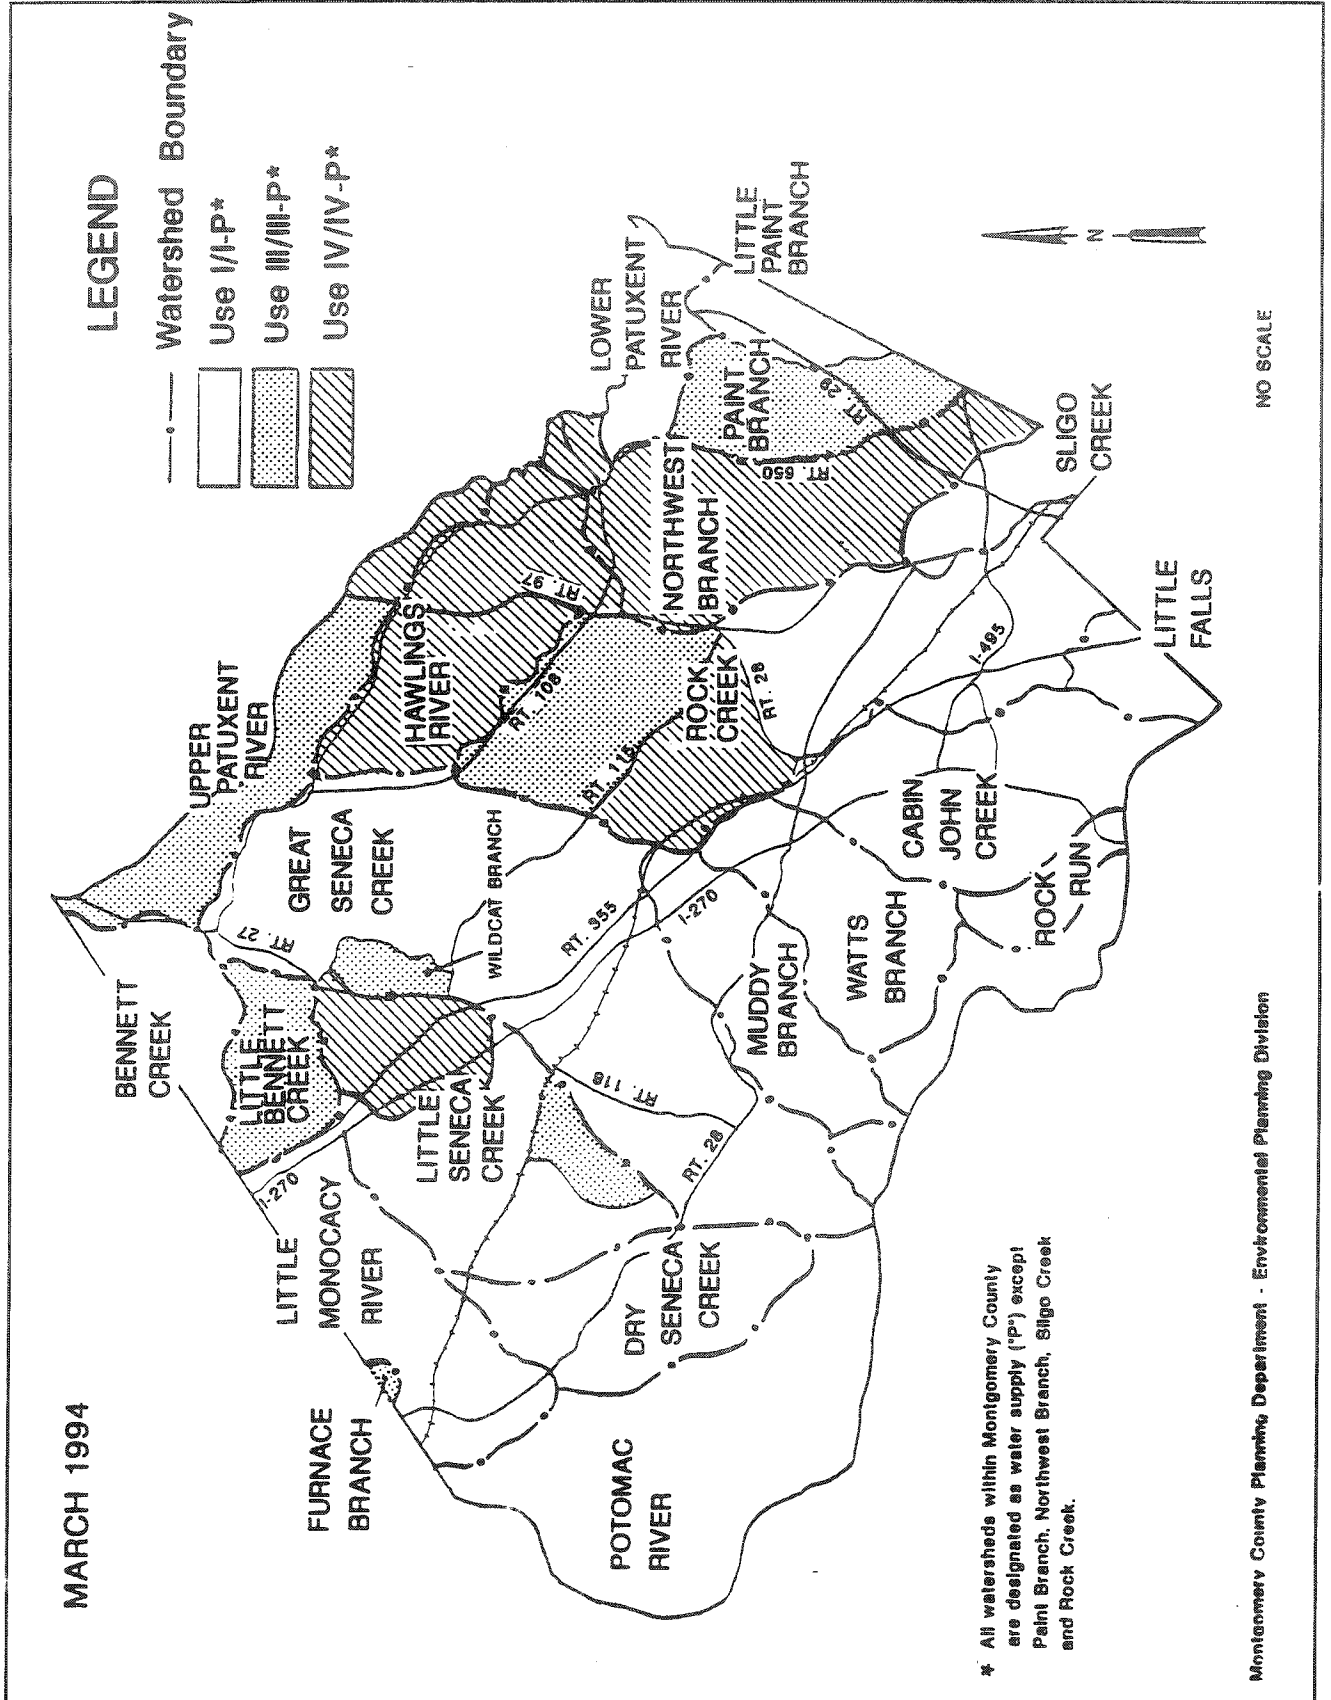 MARCH 1994
LEGEND
Watershed Boundary
Use I/I-P*
Use III/III-P*
Use IV/IV-P*
BENNETT
CREEK
UPPER
PATUXENT
RIVER
LITTLE
BENNETT
CREEK
RT. 27
GREAT
SENECA
CREEK
HAWLINGS
RIVER
RT. 97
RT. 108
RT. 115
LITTLE
MONOCACY
RIVER
I-270
FURNACE
BRANCH
LITTLE
SENECA
CREEK
WILDCAT BRANCH
RT. 355
I-270
RT. 118
RT. 28
LOWER
PATUXENT
RIVER
LITTLE
PAINT
BRANCH
NORTHWEST
BRANCH
PAINT
BRANCH
RT. 29
RT. 650
ROCK
CREEK
RT. 28
DRY
SENECA
CREEK
MUDDY
BRANCH
WATTS
BRANCH
CABIN
JOHN
CREEK
ROCK
RUN
I-495
SLIGO
CREEK
LITTLE
FALLS
POTOMAC
RIVER
N
NO SCALE
* All watersheds within Montgomery County
are designated as water supply ("P") except
Paint Branch, Northwest Branch, Sligo Creek
and Rock Creek.
Montgomery County Planning Department - Environmental Planning Division